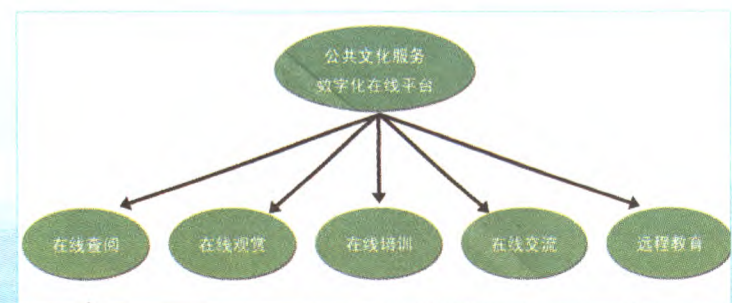 公共文化服务
数字化在线平台
在线查阅
在线观赏
在线培训
在线交流
远程教育